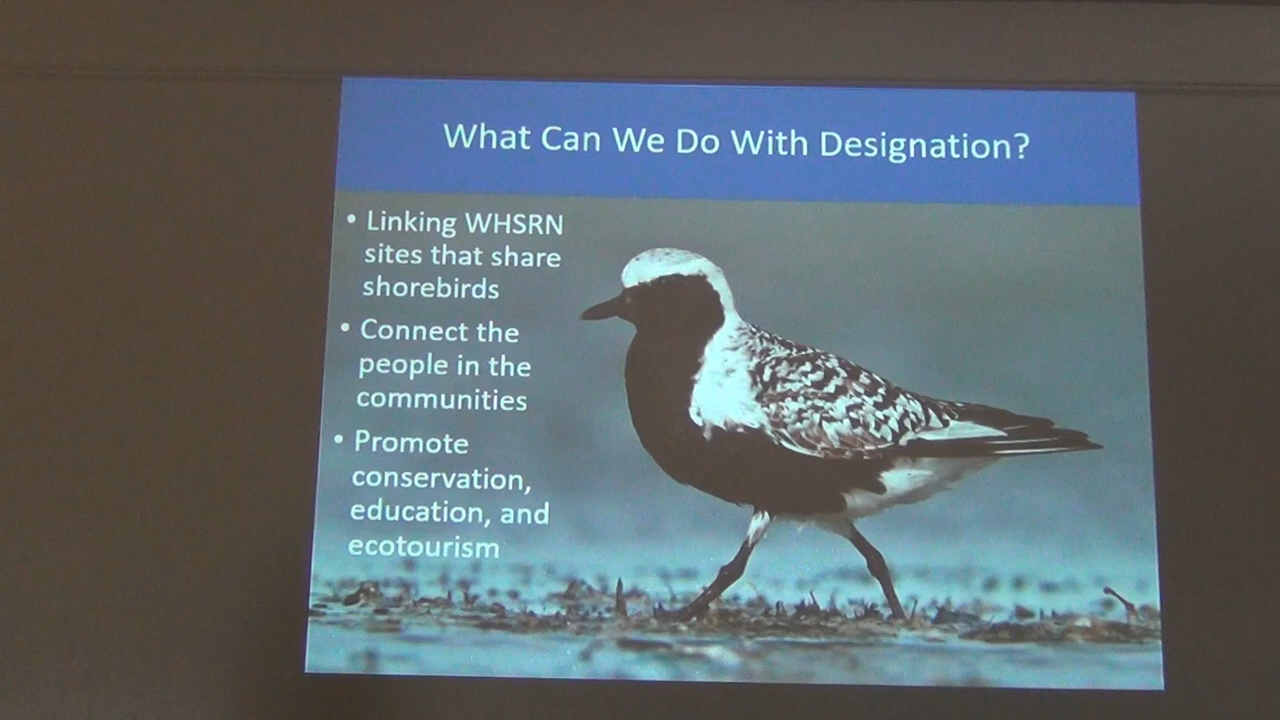 What Can We Do With Designation?
• Linking WHSRN
sites that share
shorebirds
• Connect the
people in the
communities
• Promote
conservation,
education, and
ecotourism